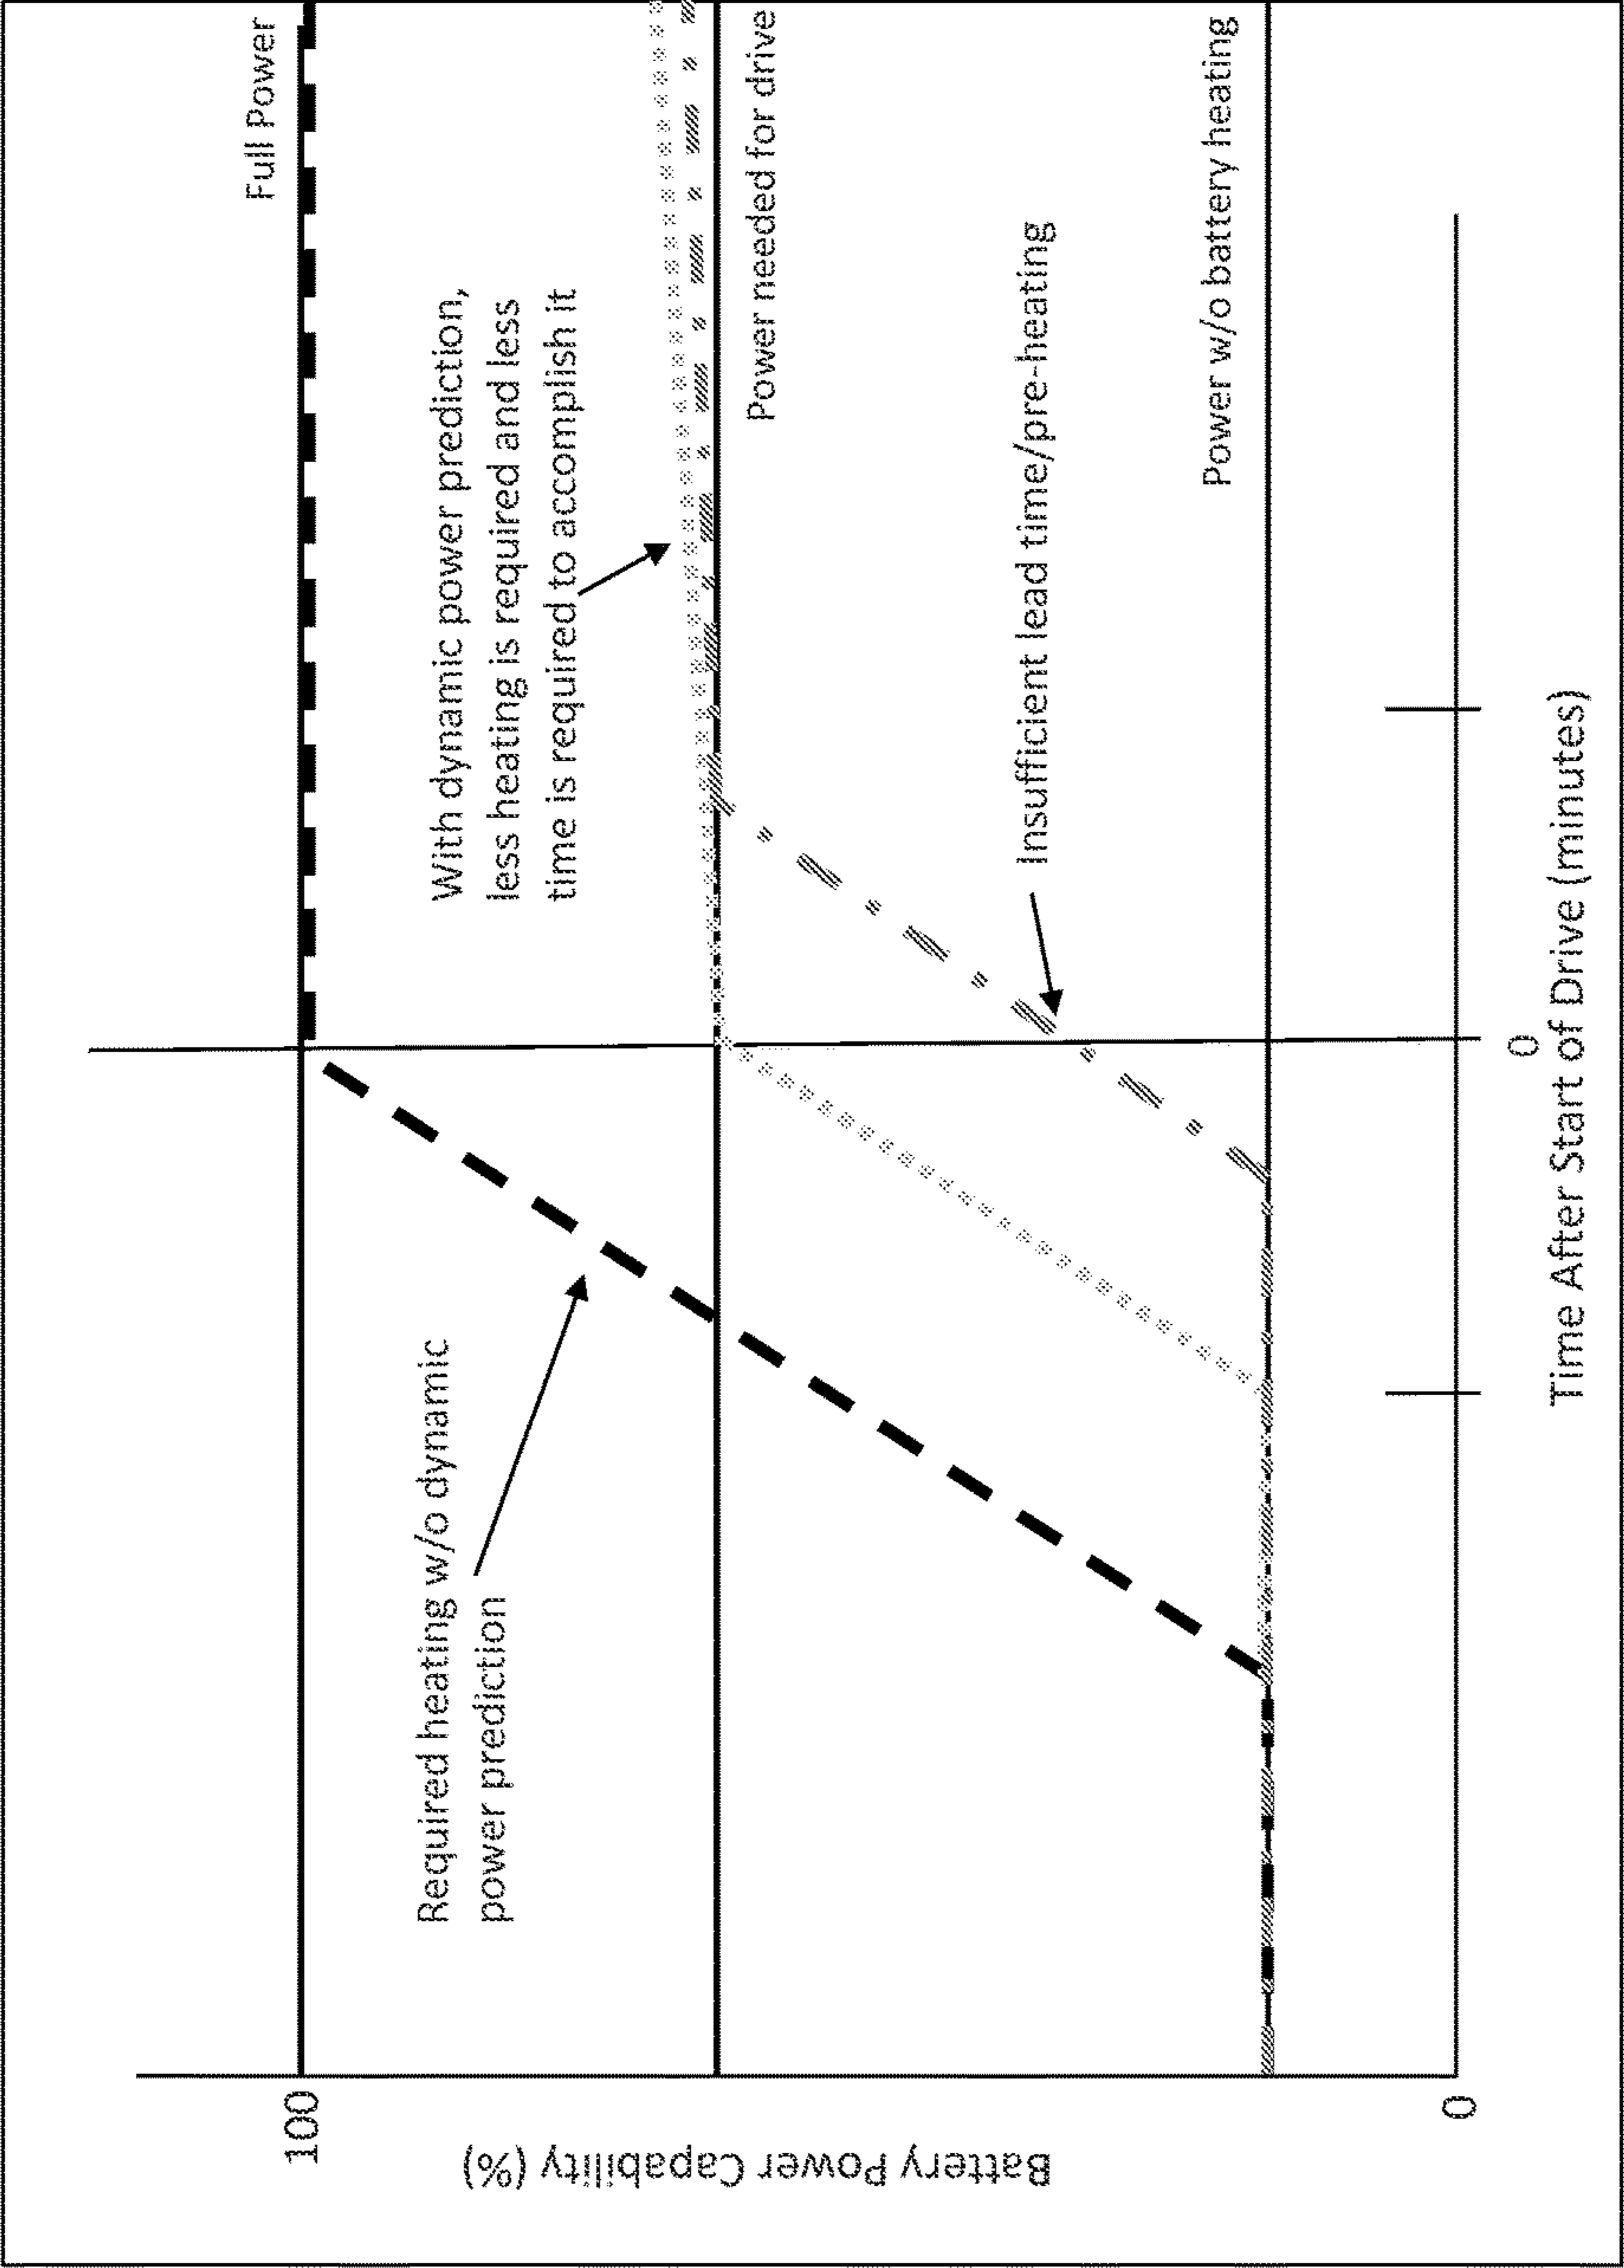 Full Power
With dynamic power prediction,
less heating is required and less
time is required to accomplish it
Required heating w/o dynamic
power prediction
Power needed for drive
Insufficient lead time/pre-heating
Power w/o battery heating
100
0
Battery Power Capability (%)
0
Time After Start of Drive (minutes)